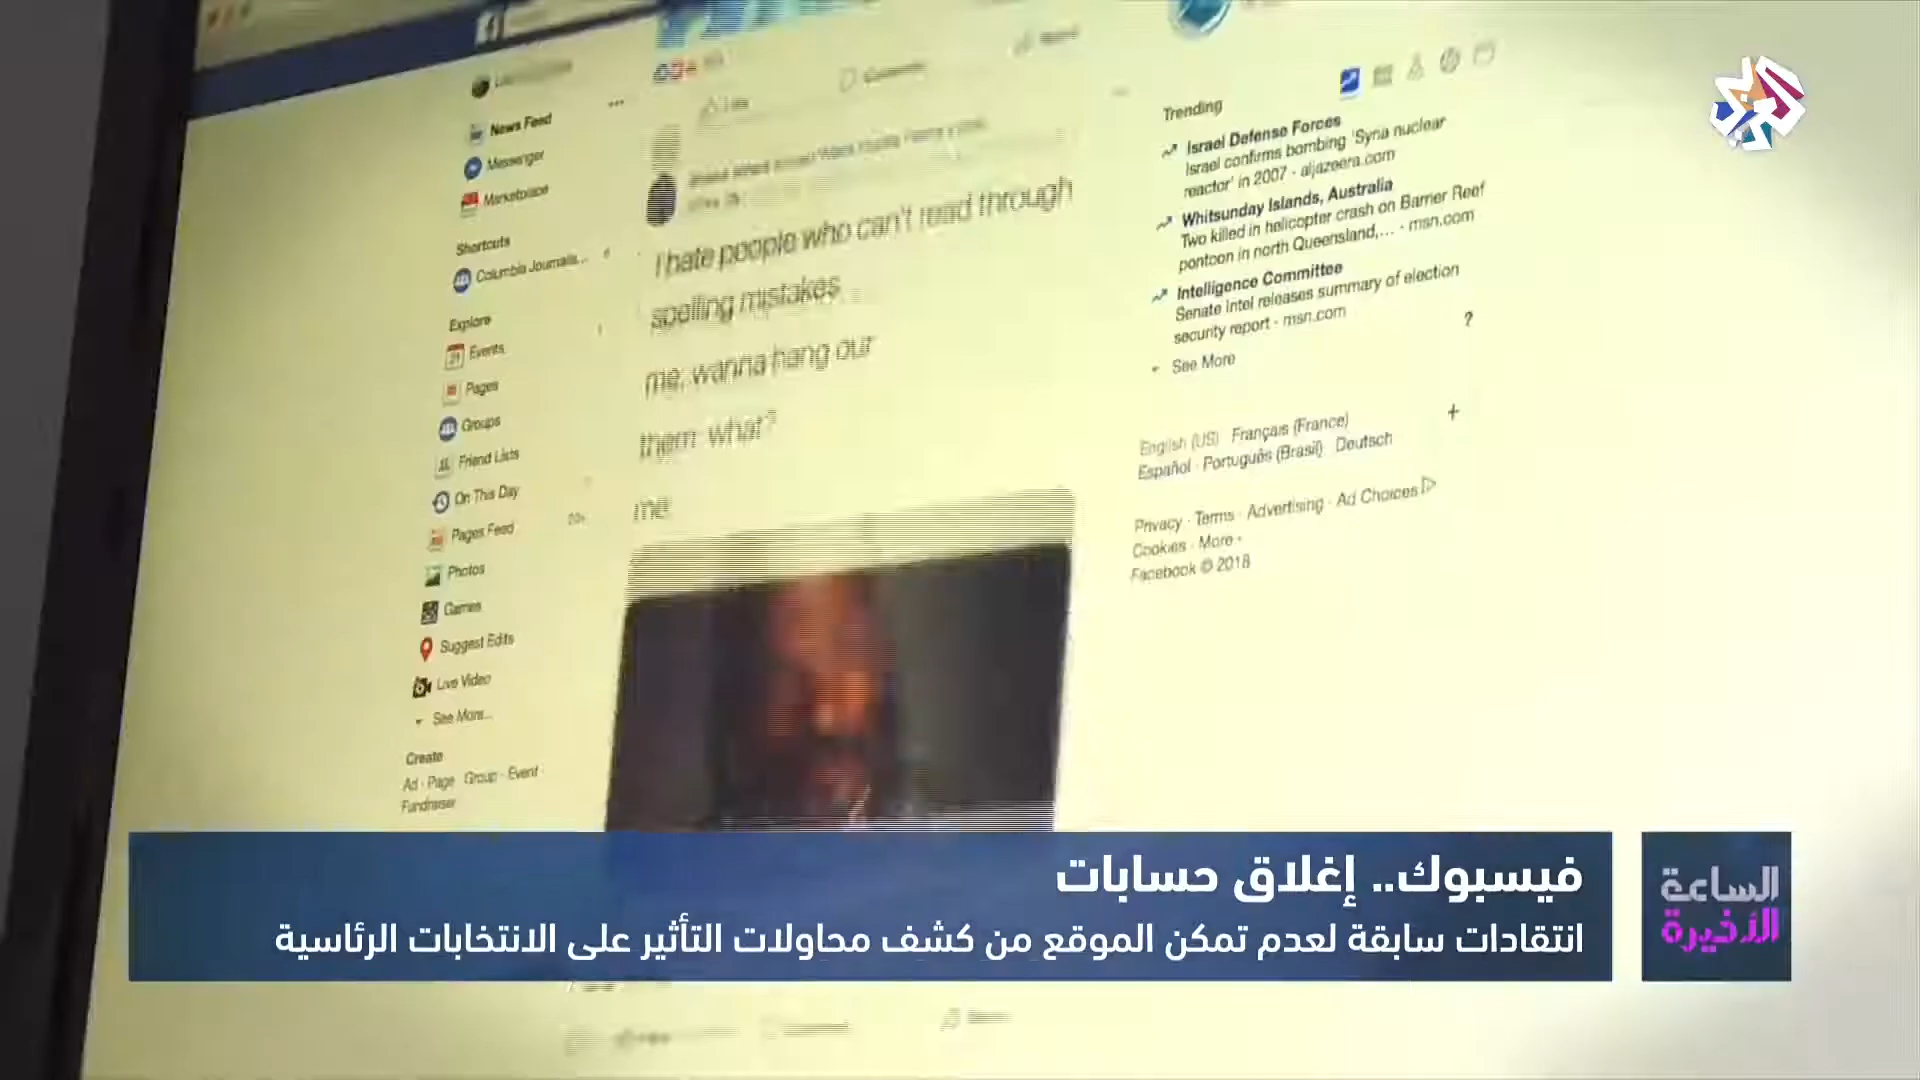 News Feed
Messenger
Marketplace
Shortcuts
Columbia Journalis...
Explore
Events
Pages
Groups
Friend Lists
On This Day
Pages Feed
20+
Photos
Games
Suggest Edits
Live Video
See More...
Create
Ad · Page · Group · Event ·
Fundraiser
I hate people who can't read through
spelling mistakes
me: wanna hang our
them: what?
me:
Trending
Israel Defense Forces
Israel confirms bombing 'Syria nuclear
reactor' in 2007 - aljazeera.com
Whitsunday Islands, Australia
Two killed in helicopter crash on Barrier Reef
pontoon in north Queensland,... - msn.com
Intelligence Committee
Senate Intel releases summary of election
security report - msn.com
See More
English (US) · Français (France) ·
Español · Português (Brasil) · Deutsch
Privacy · Terms · Advertising · Ad Choices
Cookies · More
Facebook © 2018
فيسبوك.. إغلاق حسابات
انتقادات سابقة لعدم تمكن الموقع من كشف محاولات التأثير على الانتخابات الرئاسية
الساعة
الأخيرة